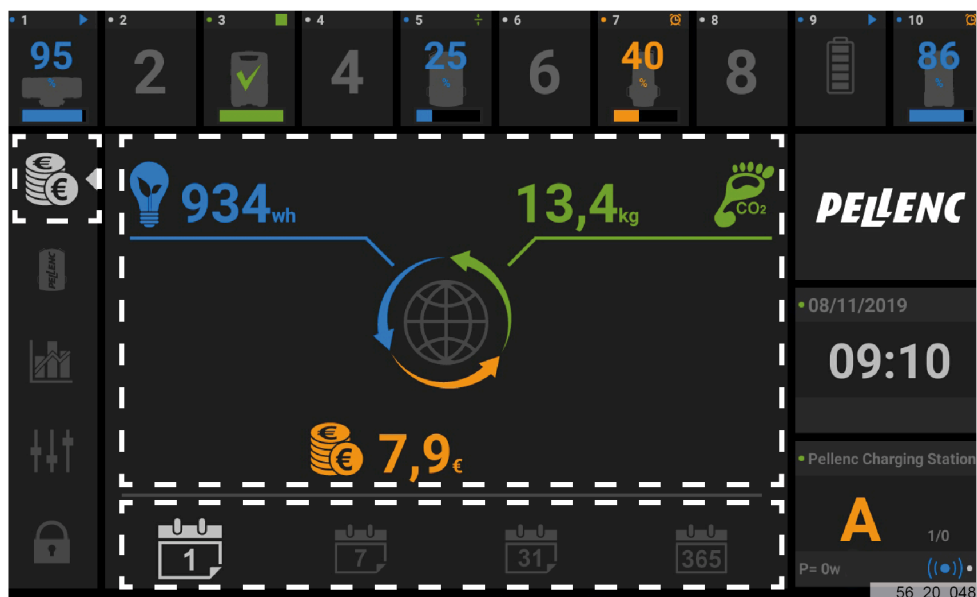 1 2 3 4 5 6 7 8 9 10
95 % 2 4 25 % 6 40 % 8 86 %
€ €
934wh
13,4kg
CO2
PELLENC
PELLENC
08/11/2019
09:10
€ € 7,9€
Pellenc Charging Station
A
1/0
1 7 31 365
P= 0w
56_20_048